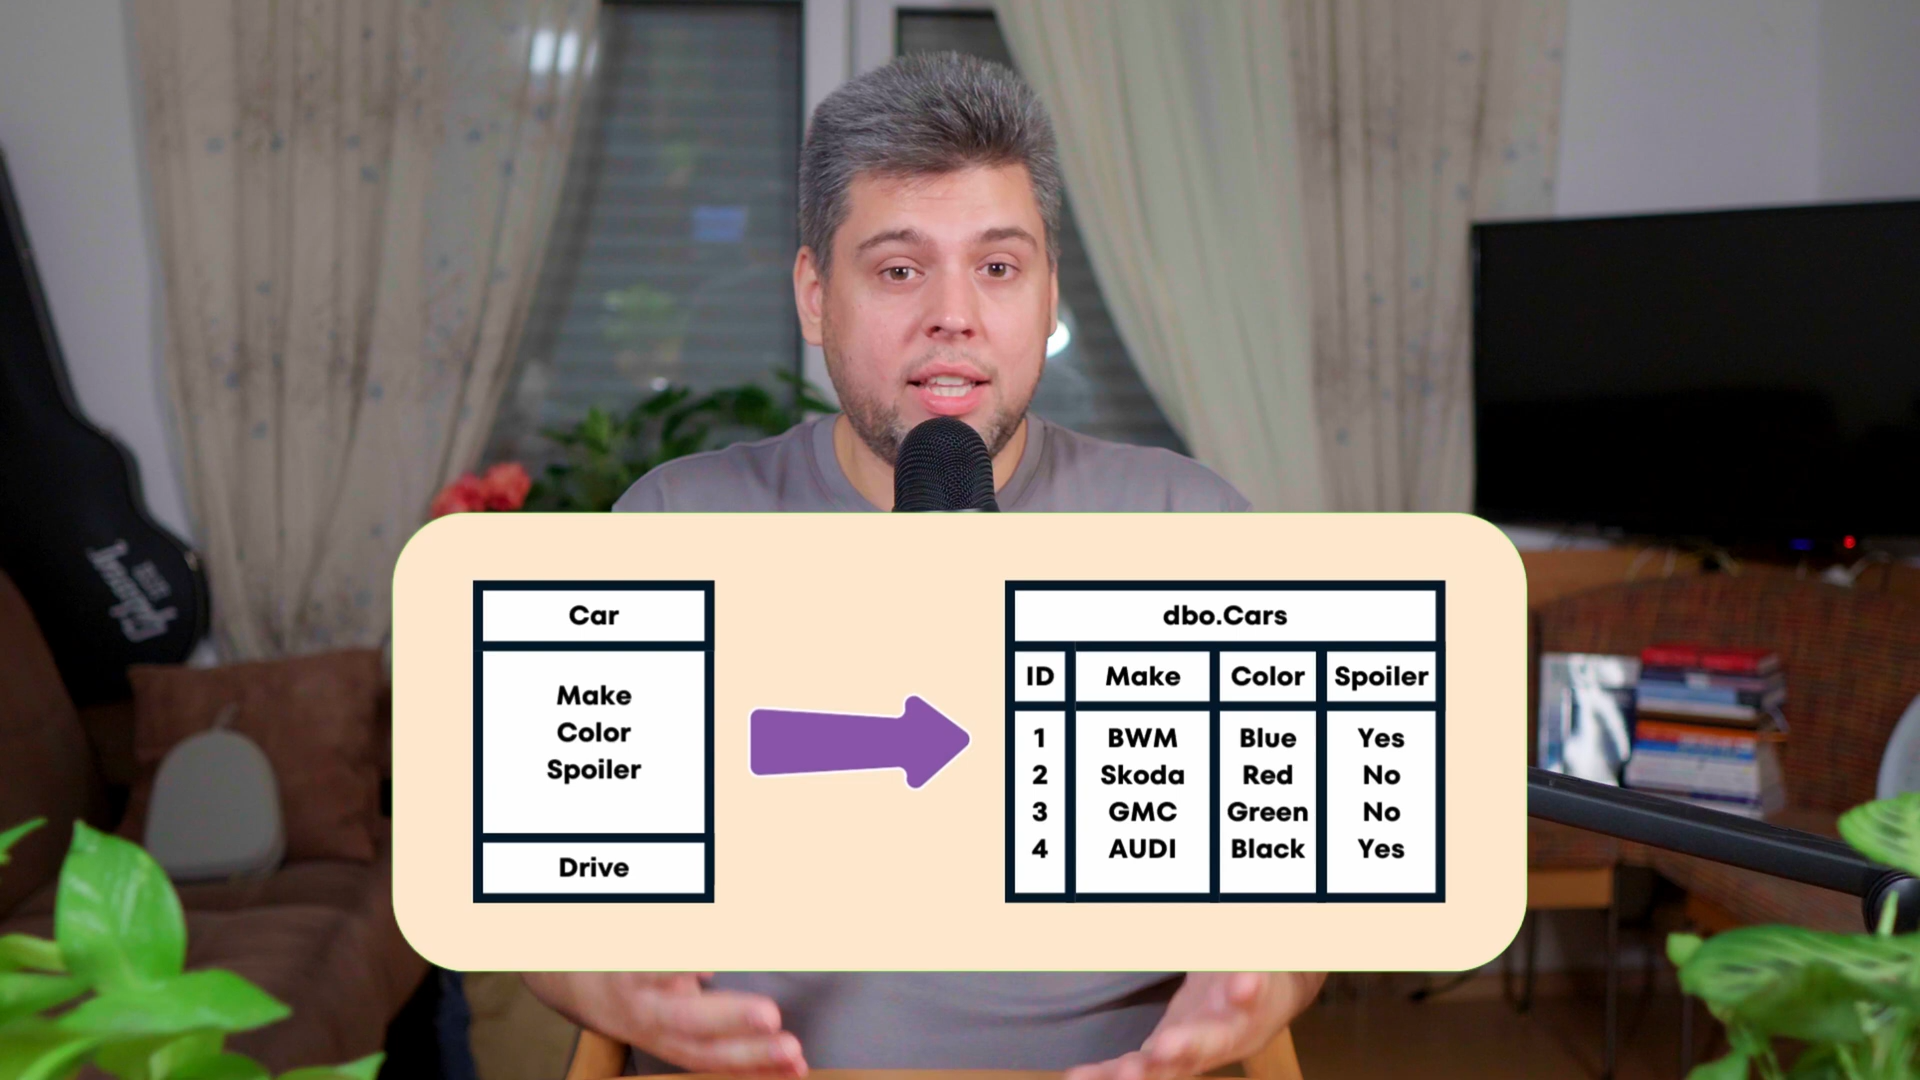 Car
Make
Color
Spoiler
Drive
dbo.Cars
ID Make Color Spoiler
1 BWM Blue Yes
2 Skoda Red No
3 GMC Green No
4 AUDI Black Yes
Gibson